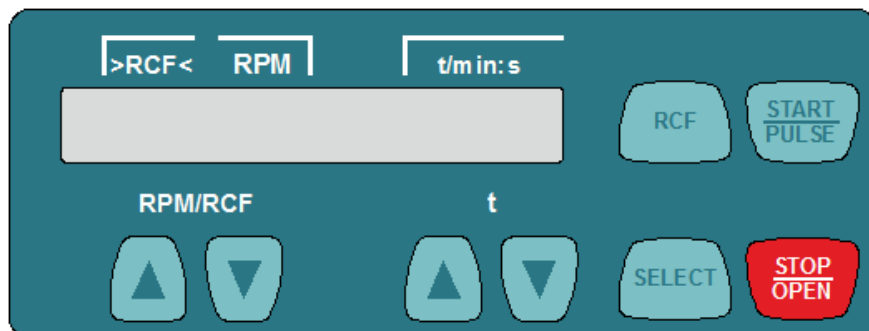 >RCF< RPM t/min:s
RCF
START
PULSE
RPM/RCF t
SELECT
STOP
OPEN